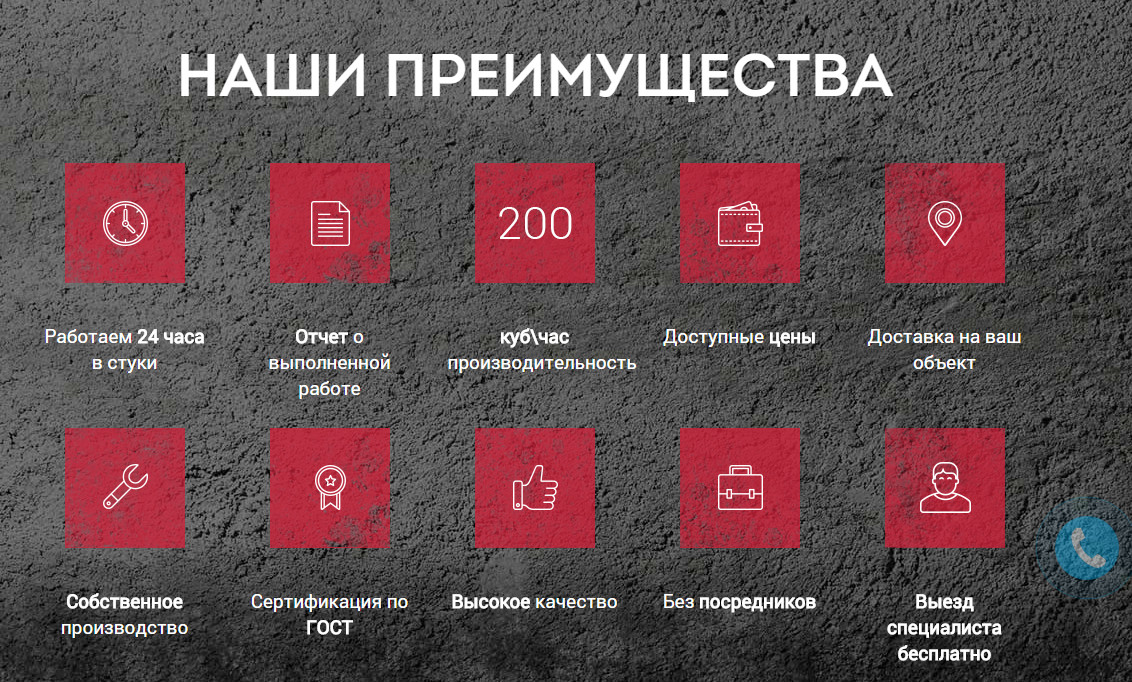 НАШИ ПРЕИМУЩЕСТВА
200
Работаем 24 часа
в стуки
Отчет о
выполненной
работе
куб\час
производительность
Доступные цены
Доставка на ваш
объект
Собственное
производство
Сертификация по
ГОСТ
Высокое качество
Без посредников
Выезд
специалиста
бесплатно